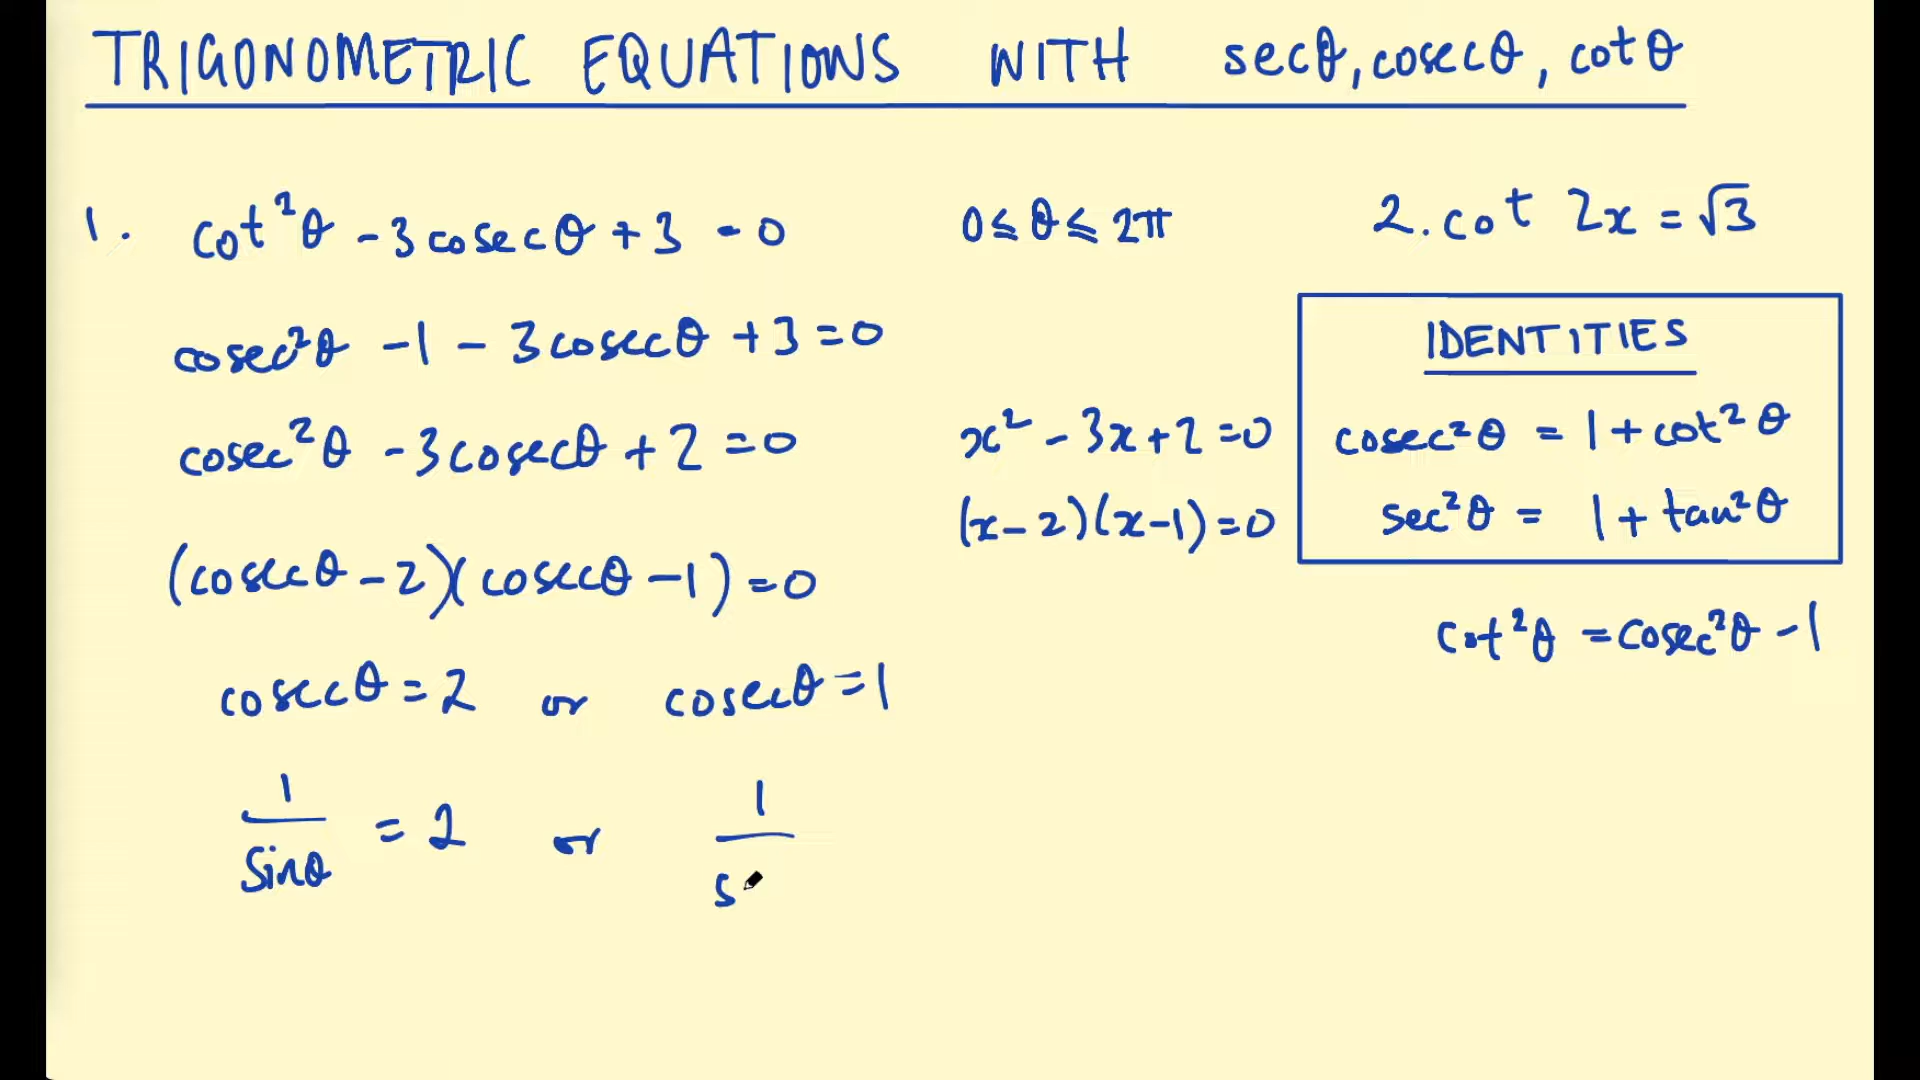 TRIGONOMETRIC EQUATIONS WITH secθ, cosecθ, cotθ
1. cot²θ - 3cosecθ + 3 = 0
0 ≤ θ ≤ 2π
2. cot 2x = √3
cosec²θ - 1 - 3cosecθ + 3 = 0
cosec²θ - 3cosecθ + 2 = 0
x² - 3x + 2 = 0
(x - 2)(x - 1) = 0
IDENTITIES
cosec²θ = 1 + cot²θ
sec²θ = 1 + tan²θ
cot²θ = cosec²θ - 1
(cosecθ - 2)(cosecθ - 1) = 0
cosecθ = 2 or cosecθ = 1
1/sinθ = 2 or 1/s